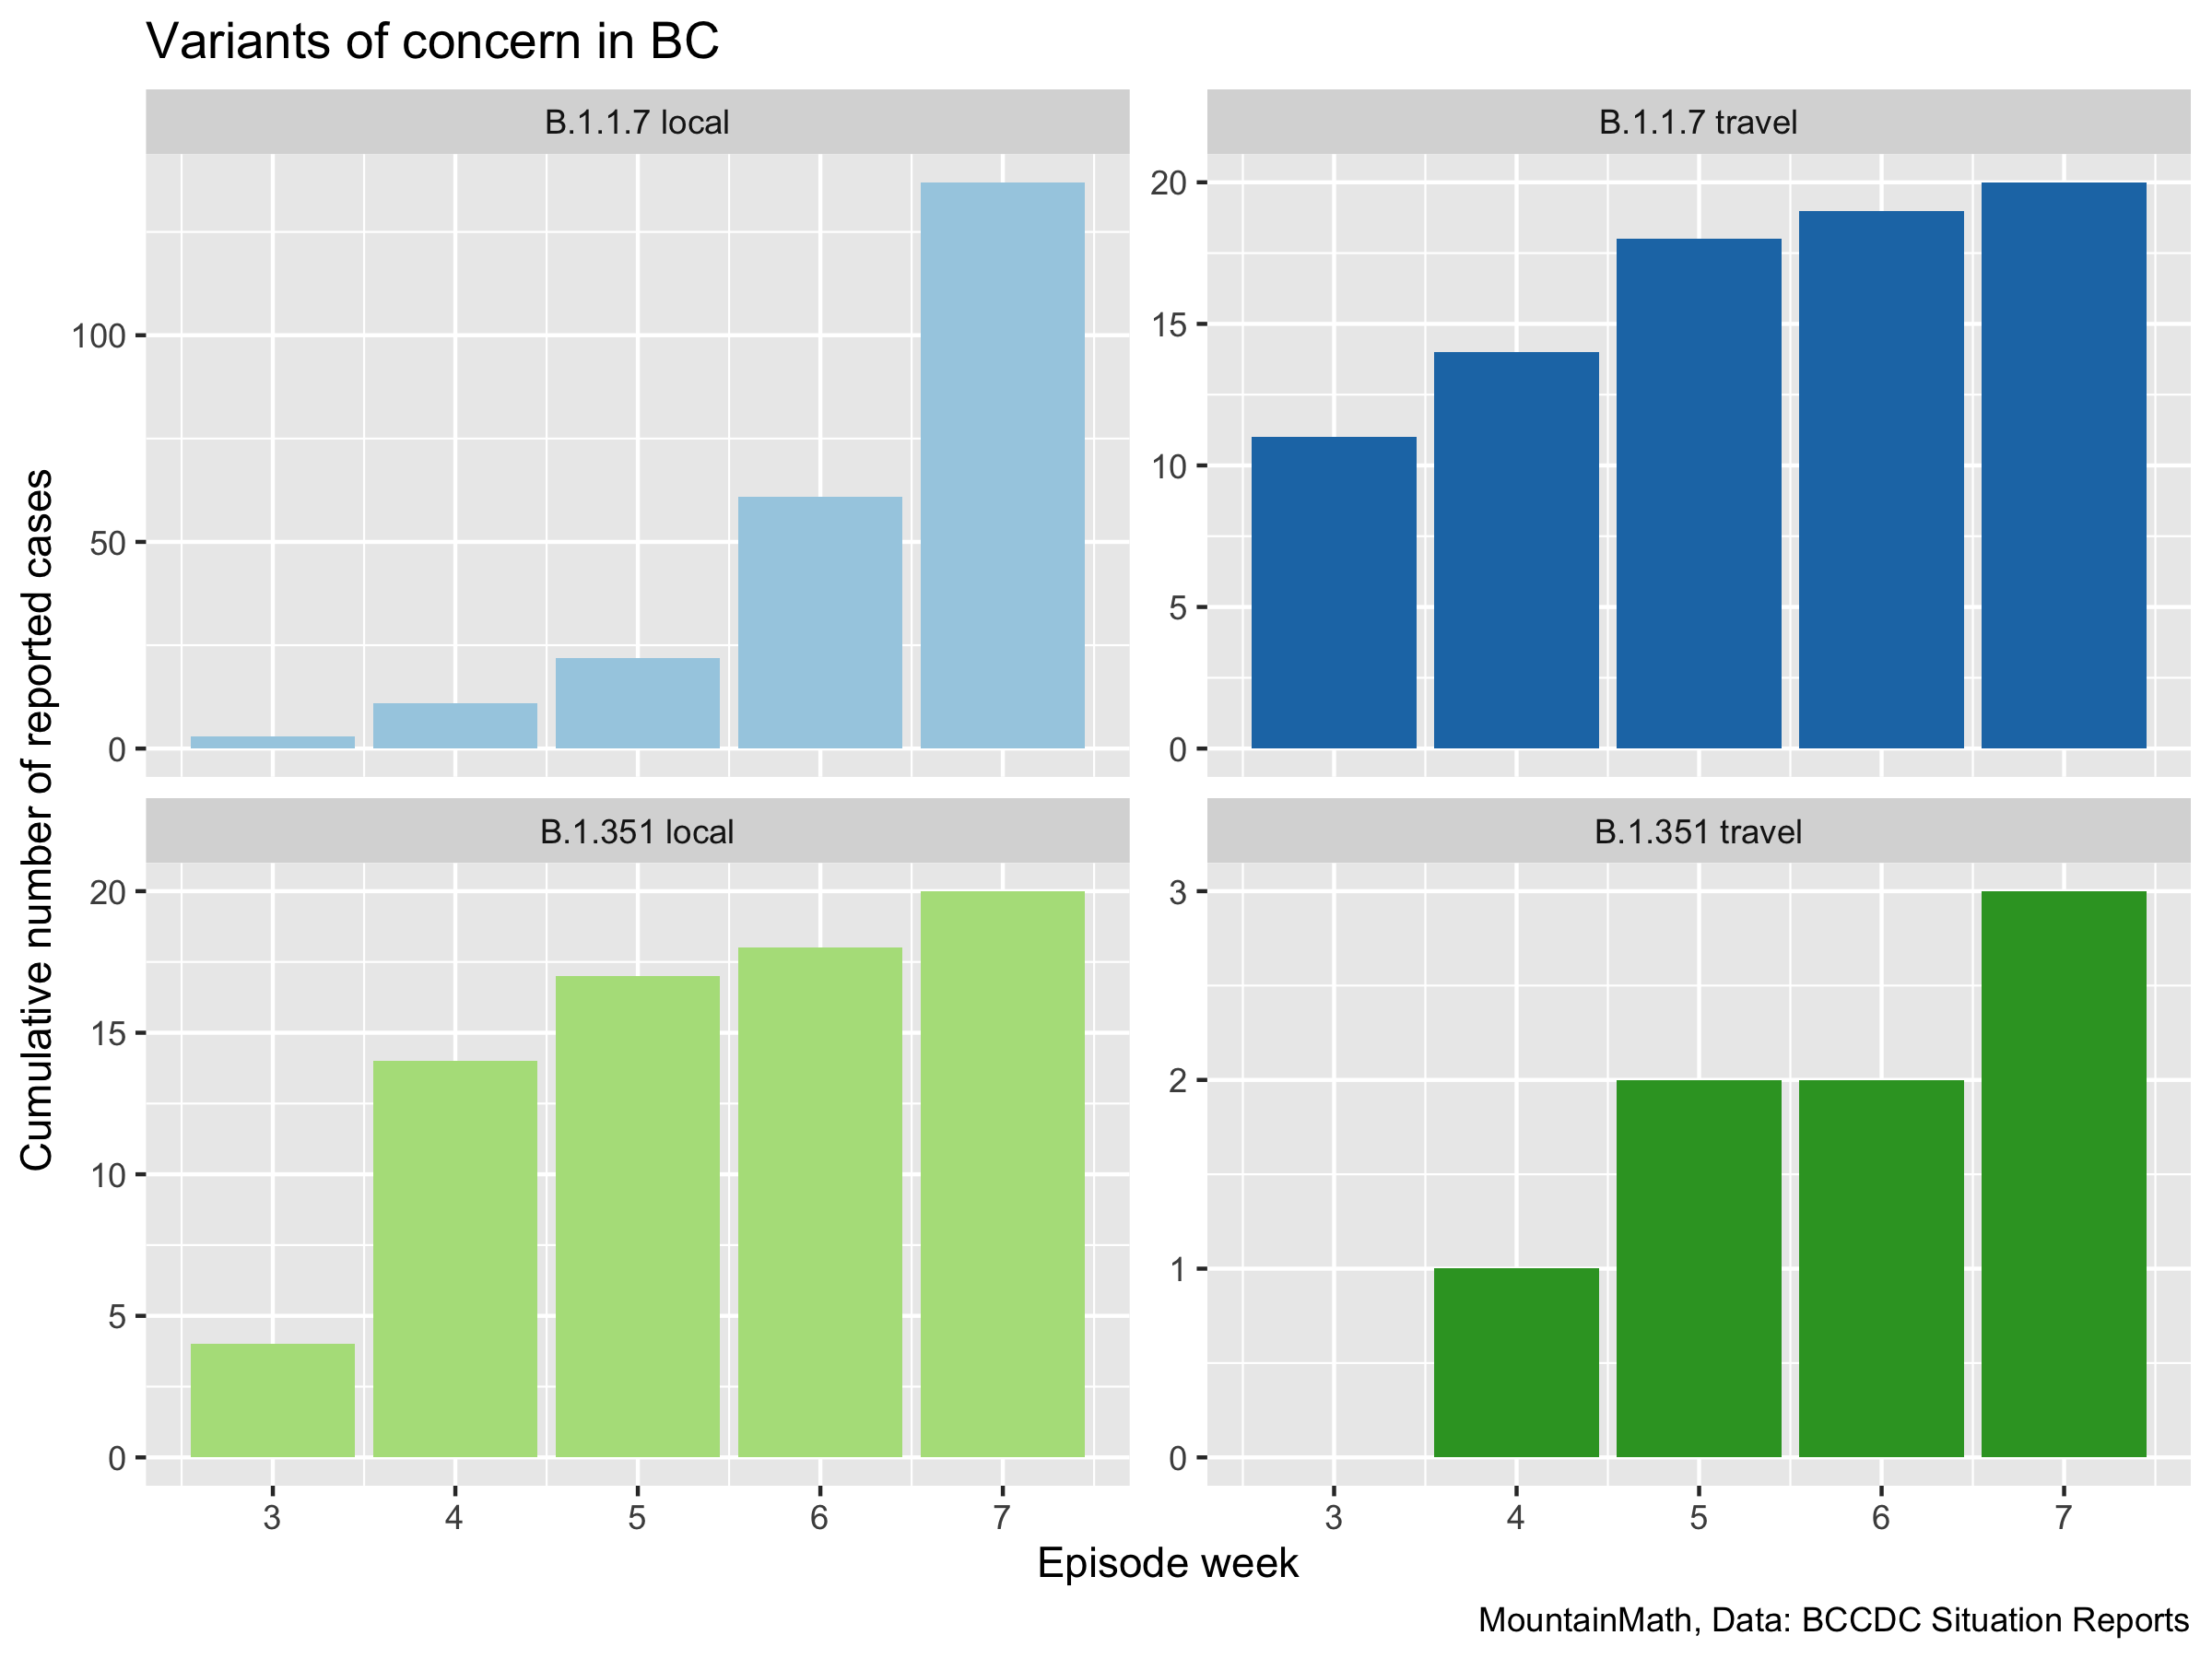 Variants of concern in BC
B.1.1.7 local
B.1.1.7 travel
100
50
0
20
15
10
5
0
B.1.351 local
B.1.351 travel
20
15
10
5
0
3
2
1
0
3 4 5 6 7
3 4 5 6 7
Cumulative number of reported cases
Episode week
MountainMath, Data: BCCDC Situation Reports